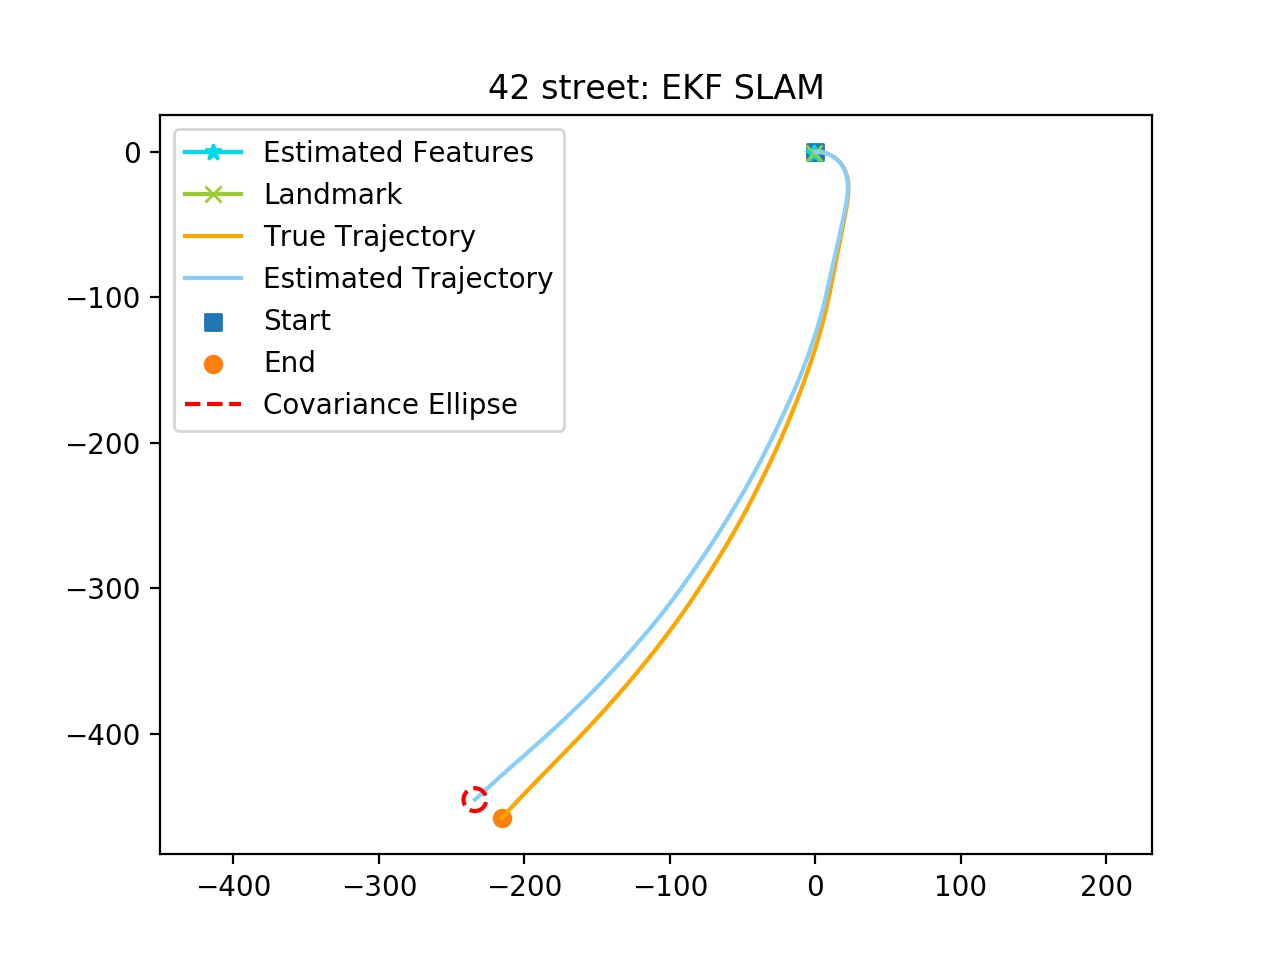 42 street: EKF SLAM
Estimated Features
Landmark
True Trajectory
Estimated Trajectory
Start
End
Covariance Ellipse
0
−100
−200
−300
−400
−400 −300 −200 −100 0 100 200